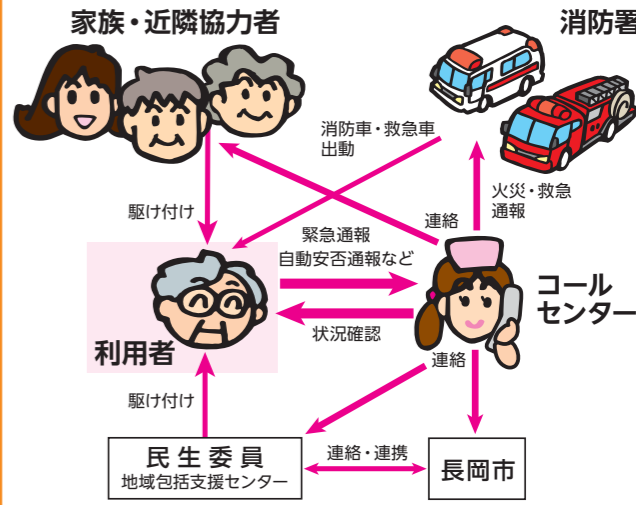 家族・近隣協力者
消防署
消防車・救急車
出動
火災・救急
通報
駆け付け
連絡
緊急通報
自動安否通報など
コール
センター
状況確認
利用者
連絡
駆け付け
民生委員
地域包括支援センター
連絡・連携
長岡市